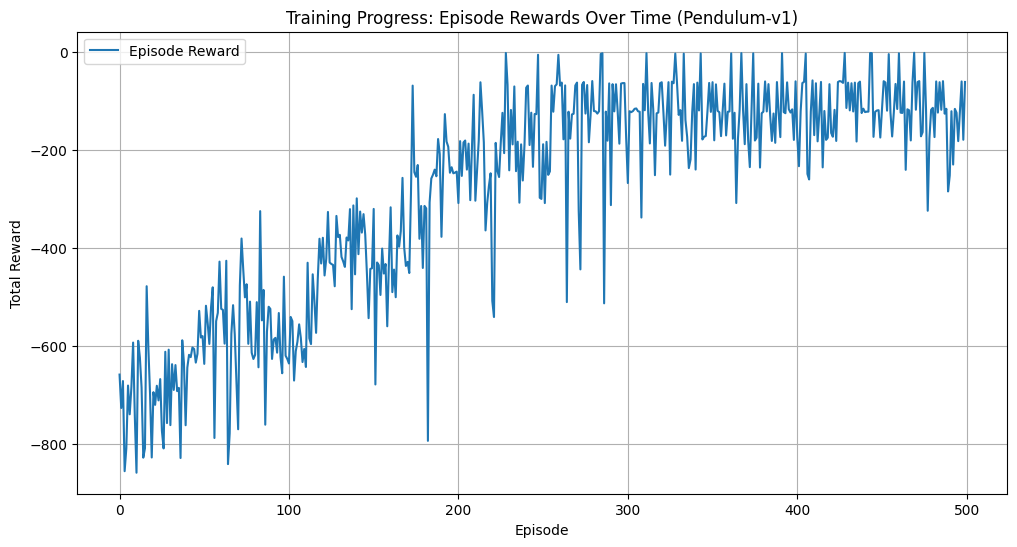 Training Progress: Episode Rewards Over Time (Pendulum-v1)
Episode Reward
Total Reward
0
−200
−400
−600
−800
0 100 200 300 400 500
Episode